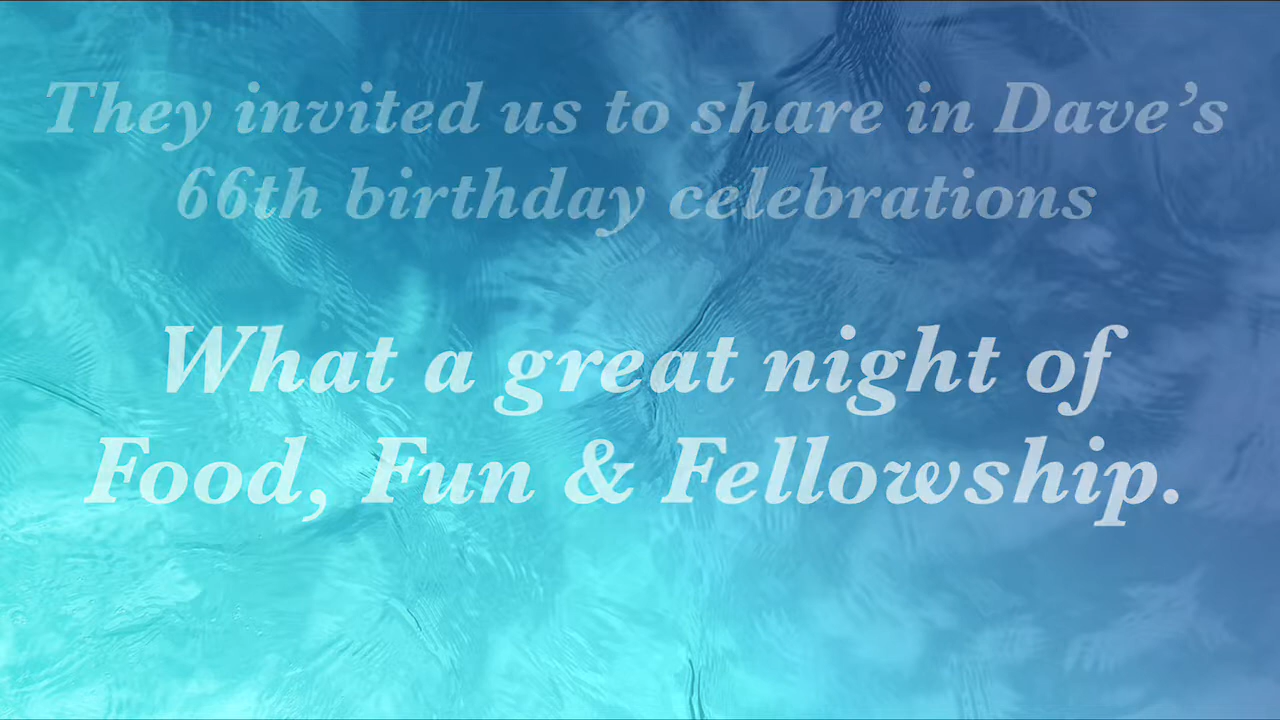 They invited us to share in Dave’s
66th birthday celebrations
What a great night of
Food, Fun & Fellowship.